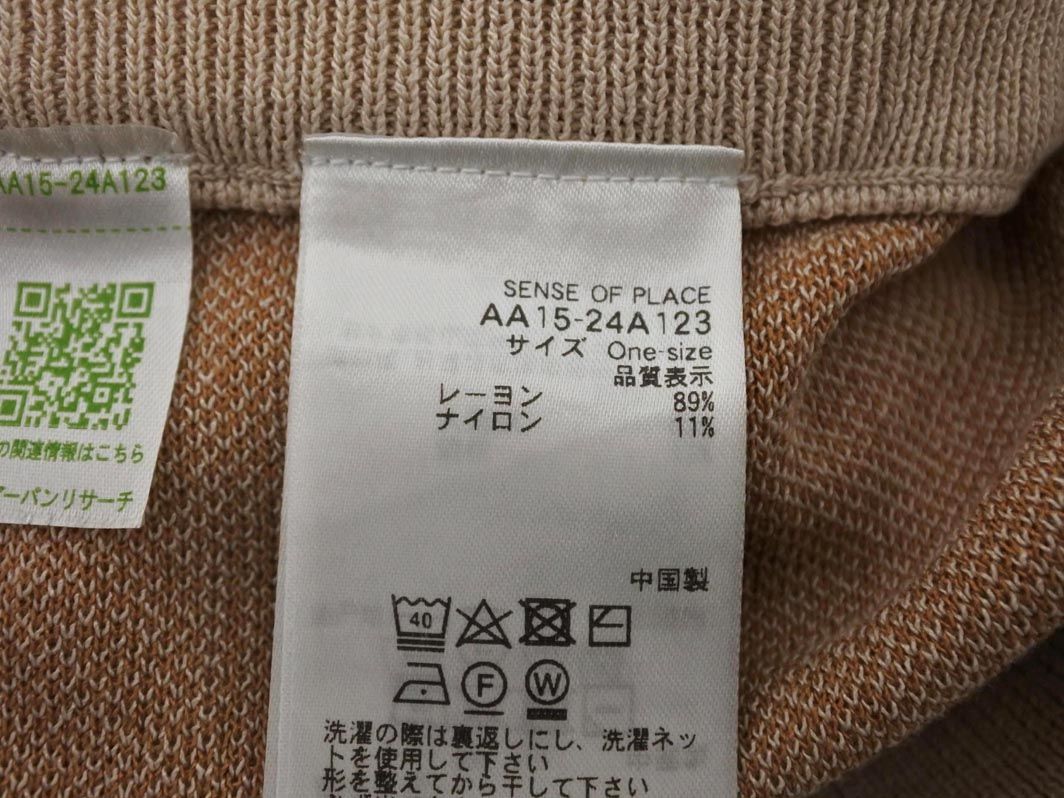 AA15-24A123
の関連情報はこちら
アーバンリサーチ
SENSE OF PLACE
AA15-24A123
サイズ One-size
品質表示
レーヨン 89%
ナイロン 11%
中国製
40
F W
洗濯の際は裏返しにし、洗濯ネッ
トを使用して下さい
形を整えてから干して下さい